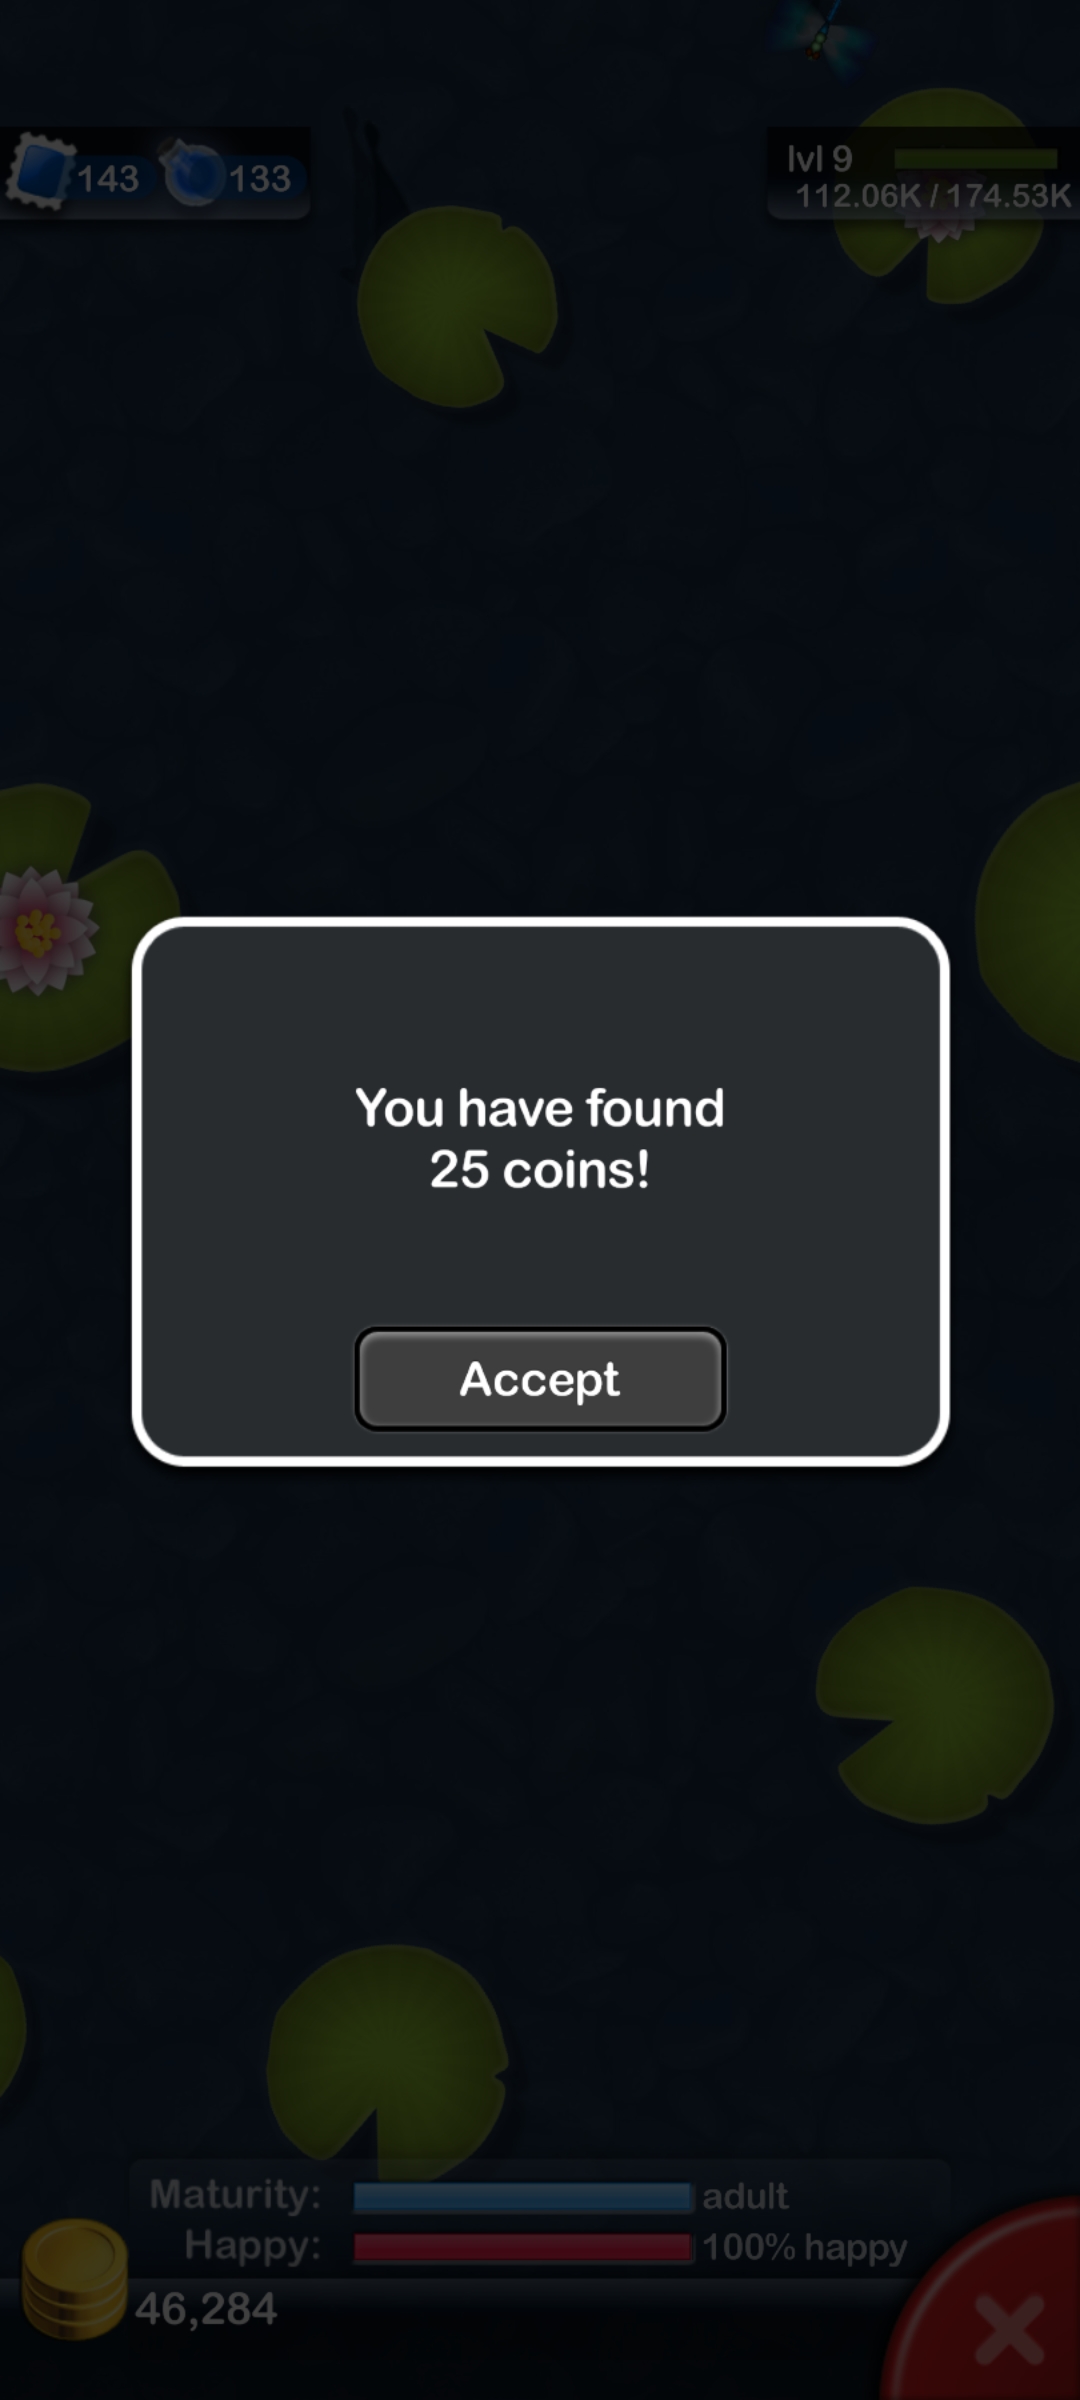 143 133
lvl 9
112.06K / 174.53K
You have found
25 coins!
Accept
Maturity: adult
Happy: 100% happy
46,284